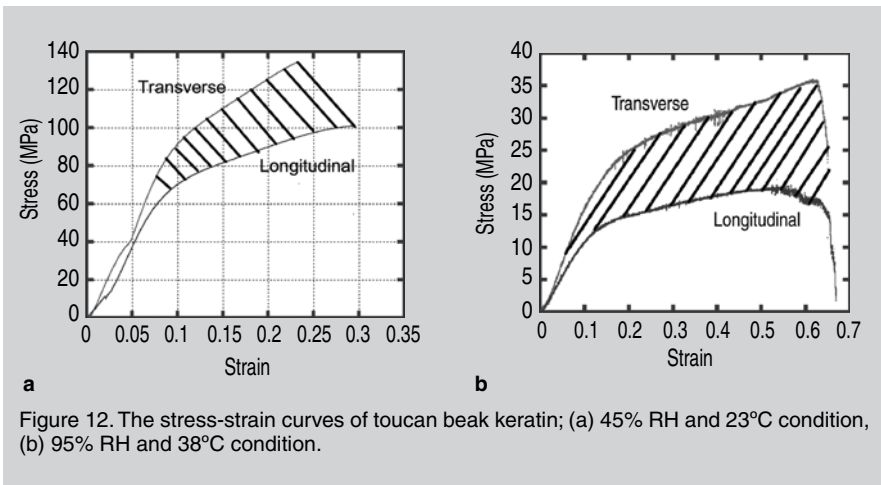 140
120
100
80
60
40
20
0
Stress (MPa)
Transverse
Longitudinal
0 0.05 0.1 0.15 0.2 0.25 0.3 0.35
Strain
a
40
35
30
25
20
15
10
5
0
Stress (MPa)
Transverse
Longitudinal
0 0.1 0.2 0.3 0.4 0.5 0.6 0.7
Strain
b
Figure 12. The stress-strain curves of toucan beak keratin; (a) 45% RH and 23ºC condition,
(b) 95% RH and 38ºC condition.